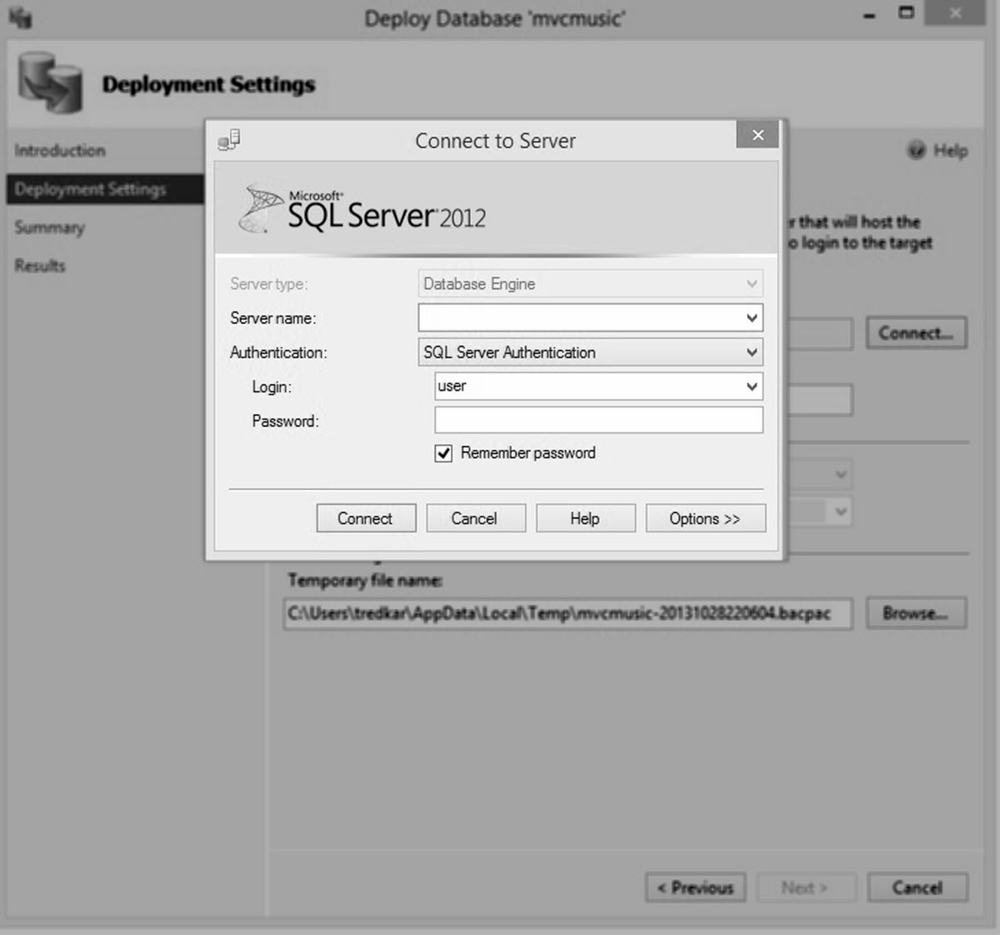 Deploy Database 'mvcmusic'
Deployment Settings
Introduction
Deployment Settings
Summary
Results
Help
that will host the
login to the target
Connect...
Connect to Server
Microsoft®
SQL Server® 2012
Server type:
Database Engine
Server name:
Authentication:
SQL Server Authentication
Login:
user
Password:
Remember password
Connect
Cancel
Help
Options >>
Temporary file name:
C:\Users\tredkar\AppData\Local\Temp\mvcmusic-20131028220604.bacpac
Browse...
< Previous
Next >
Cancel